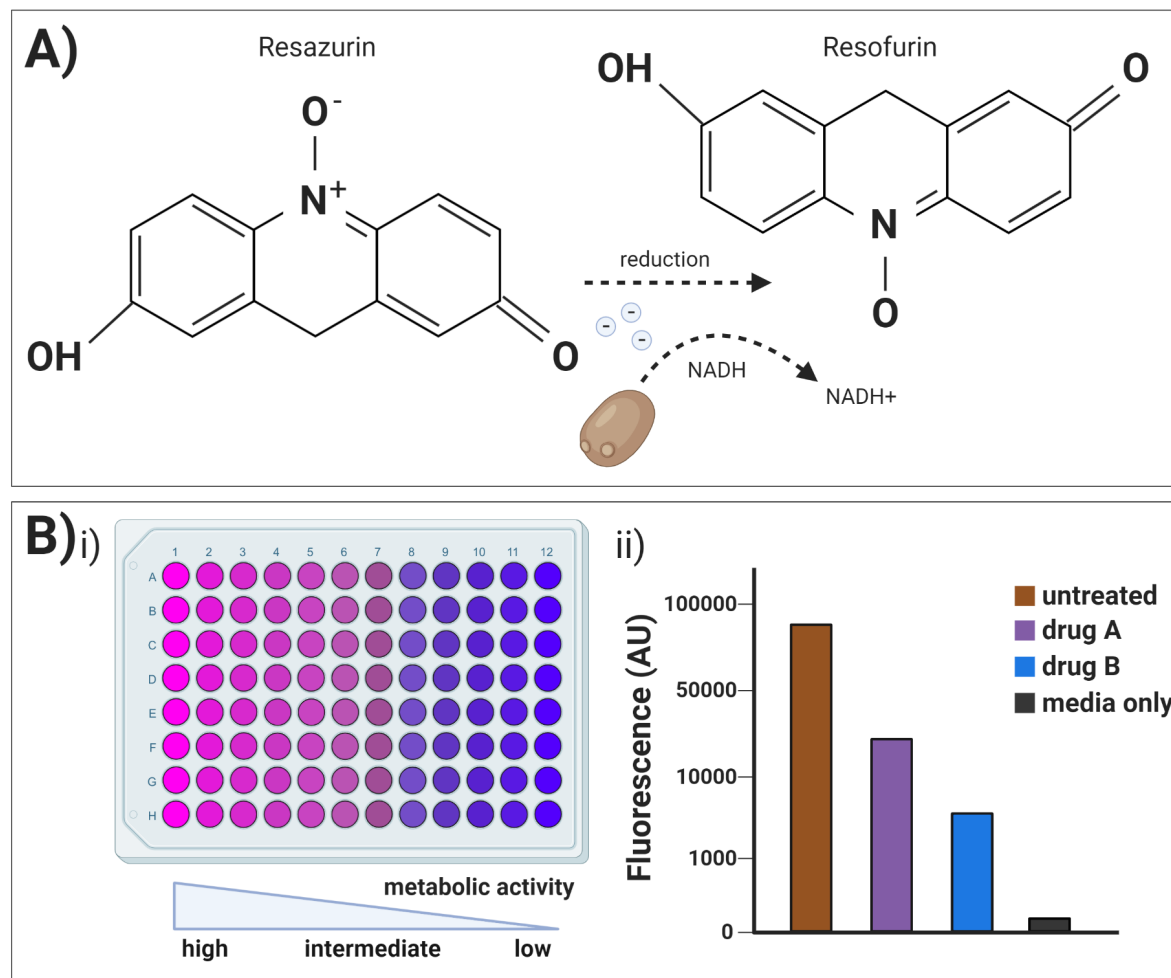 A)
Resazurin
Resofurin
O-
N+
OH
O
OH
O
N
O
reduction
- - -
NADH
NADH+
B)
i)
1 2 3 4 5 6 7 8 9 10 11 12
A
B
C
D
E
F
G
H
metabolic activity
high intermediate low
ii)
Fluorescence (AU)
100000
50000
10000
1000
0
untreated
drug A
drug B
media only